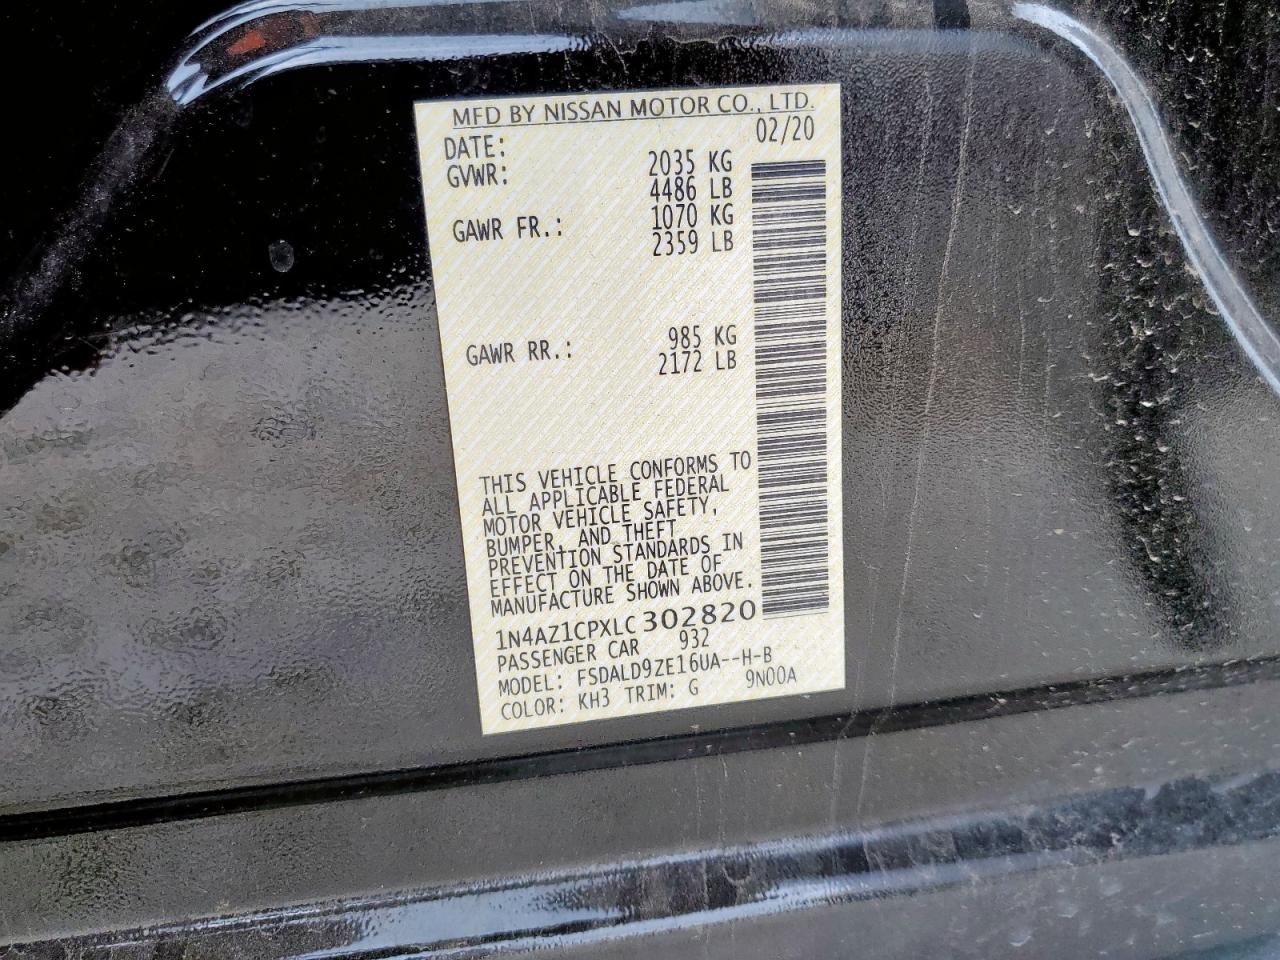 MFD BY NISSAN MOTOR CO., LTD.
DATE: 02/20
GVWR: 2035 KG
4486 LB
GAWR FR.: 1070 KG
2359 LB
GAWR RR.: 985 KG
2172 LB
THIS VEHICLE CONFORMS TO
ALL APPLICABLE FEDERAL
MOTOR VEHICLE SAFETY,
BUMPER, AND THEFT
PREVENTION STANDARDS IN
EFFECT ON THE DATE OF
MANUFACTURE SHOWN ABOVE.
1N4AZ1CPXLC302820
PASSENGER CAR 932
MODEL: FSDALD9ZE16UA--H-B
COLOR: KH3 TRIM: G 9N00A